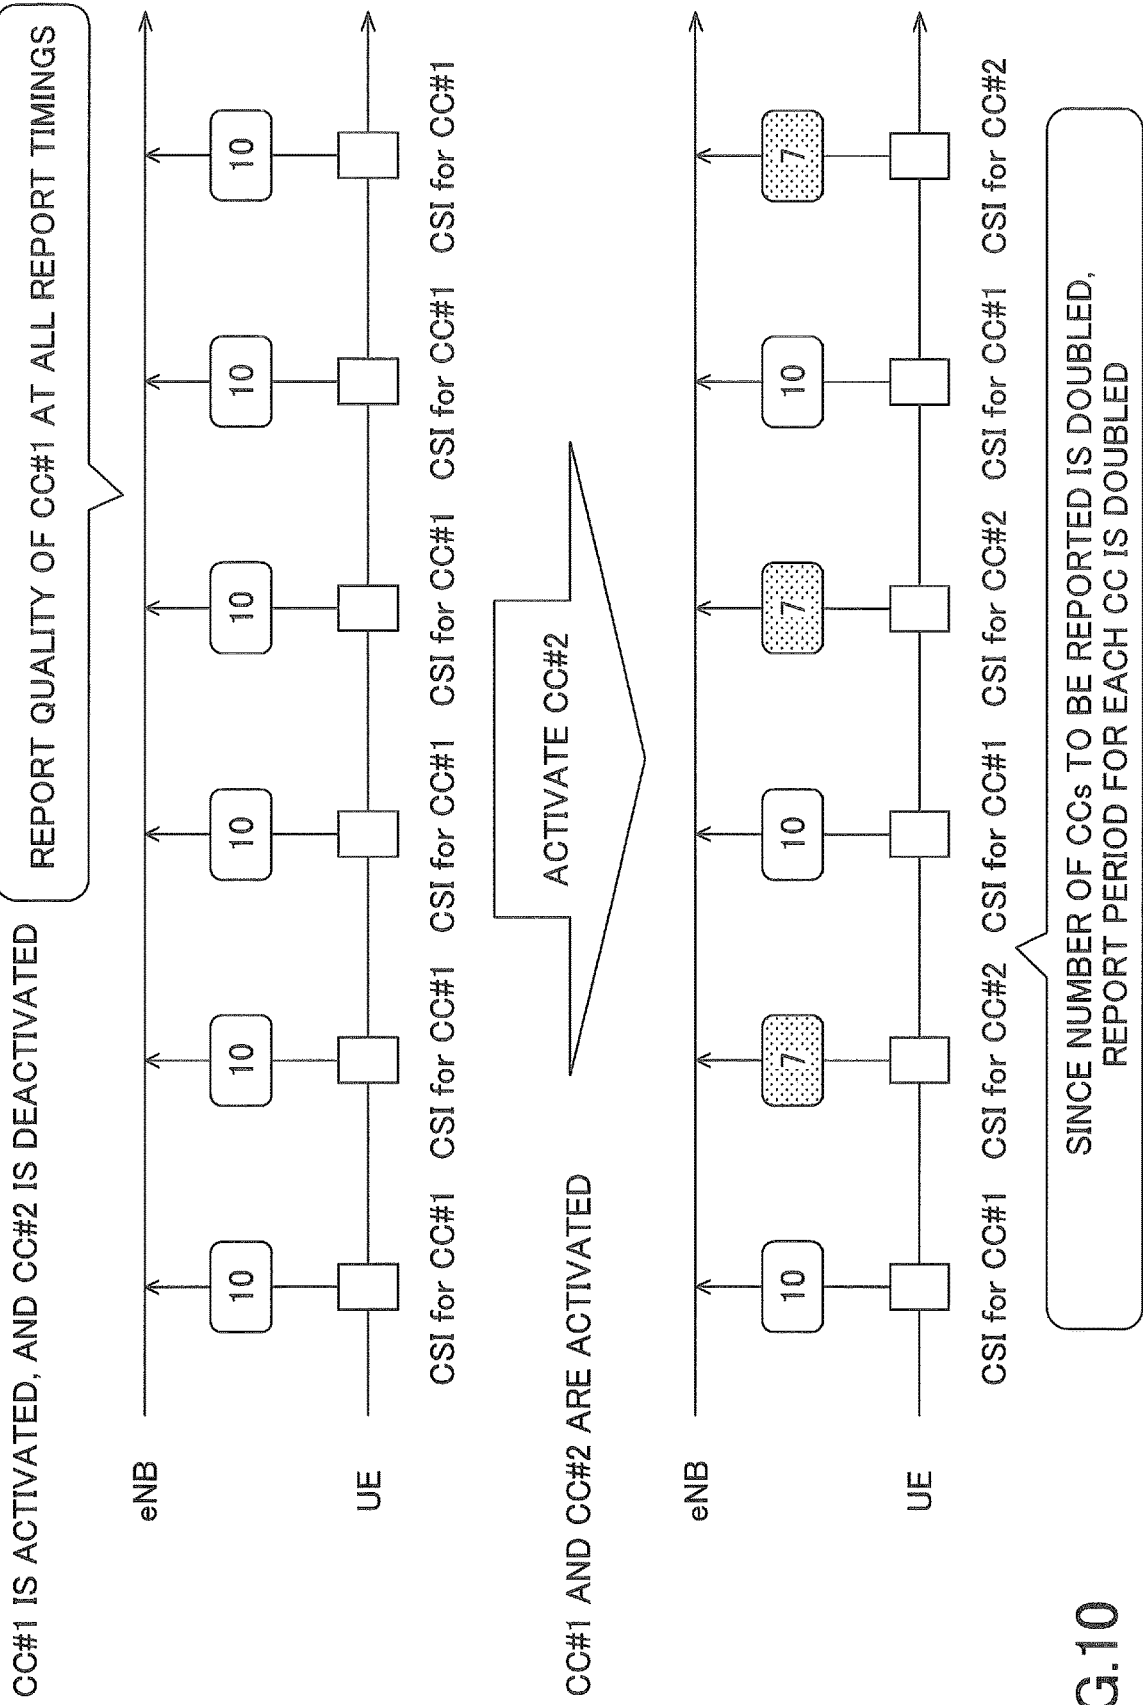 CC#1 IS ACTIVATED, AND CC#2 IS DEACTIVATED
REPORT QUALITY OF CC#1 AT ALL REPORT TIMINGS
eNB
10 10 10 10 10 10
UE
CSI for CC#1 CSI for CC#1 CSI for CC#1 CSI for CC#1 CSI for CC#1 CSI for CC#1
ACTIVATE CC#2
CC#1 AND CC#2 ARE ACTIVATED
eNB
10 7 10 7 10 7
UE
CSI for CC#1 CSI for CC#2 CSI for CC#1 CSI for CC#2 CSI for CC#1 CSI for CC#2
SINCE NUMBER OF CCs TO BE REPORTED IS DOUBLED,
REPORT PERIOD FOR EACH CC IS DOUBLED
G.10